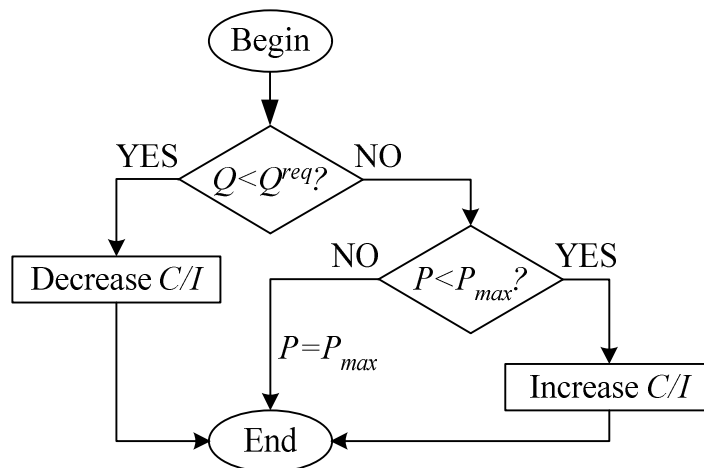 Begin
YES
NO
Q<Q^req?
NO
YES
Decrease C/I
P<P_max?
P=P_max
Increase C/I
End